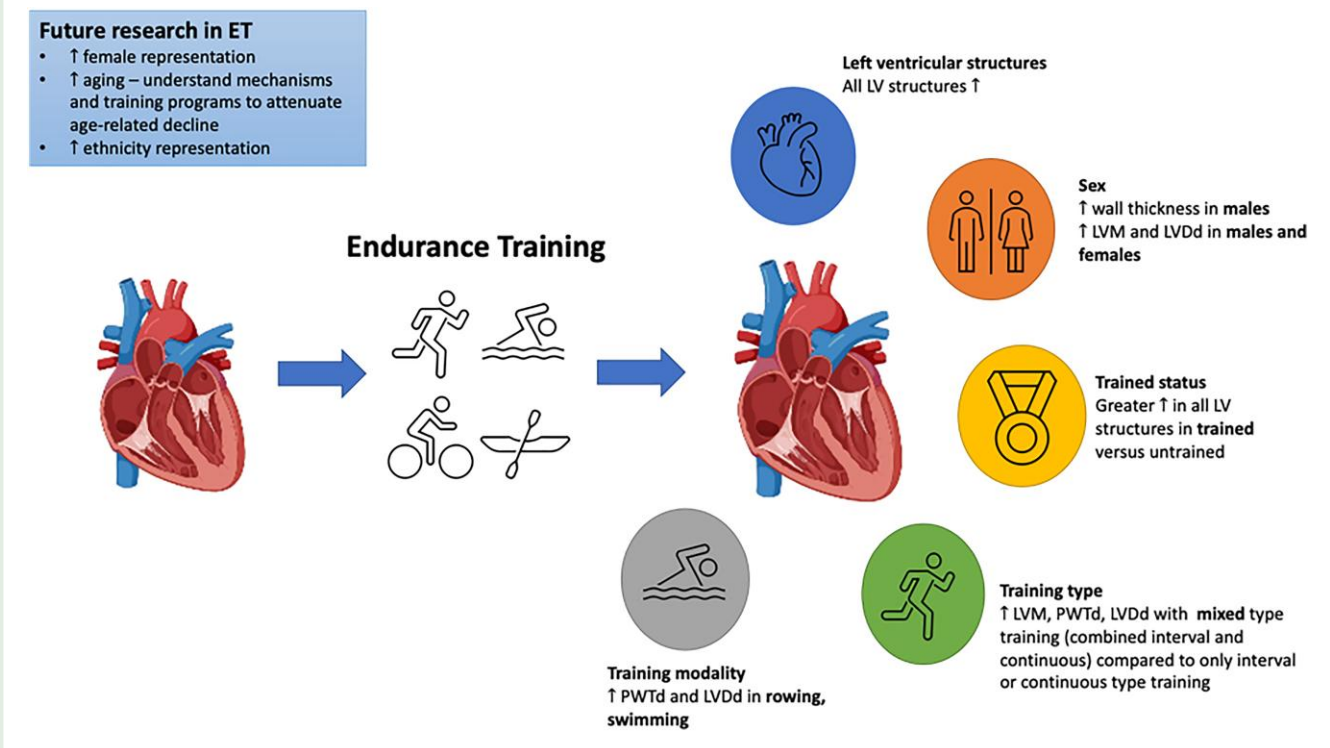 Future research in ET
• ↑ female representation
• ↑ aging – understand mechanisms
and training programs to attenuate
age-related decline
• ↑ ethnicity representation
Endurance Training
Left ventricular structures
All LV structures ↑
Sex
↑ wall thickness in males
↑ LVM and LVDd in males and
females
Trained status
Greater ↑ in all LV
structures in trained
versus untrained
Training type
↑ LVM, PWTd, LVDd with mixed type
training (combined interval and
continuous) compared to only interval
or continuous type training
Training modality
↑ PWTd and LVDd in rowing,
swimming